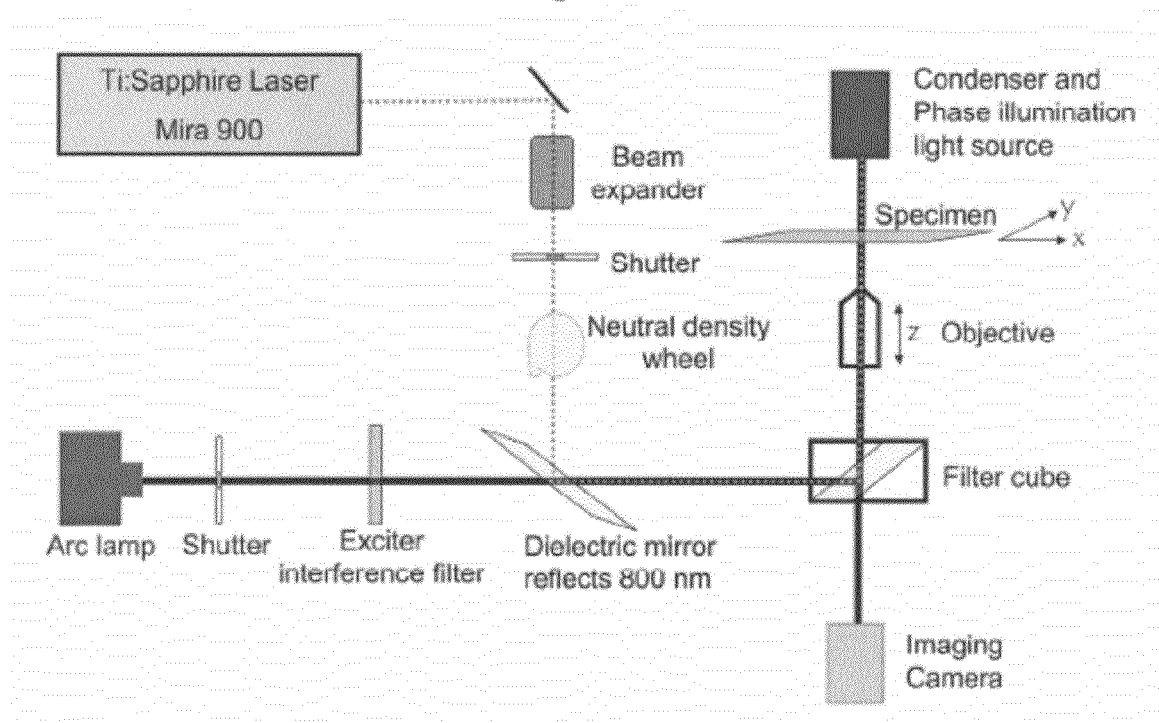 Ti:Sapphire Laser
Mira 900
Condenser and
Phase illumination
light source
Beam
expander
Specimen
y
x
Shutter
Neutral density
wheel
z
Objective
Filter cube
Arc lamp
Shutter
Exciter
interference filter
Dielectric mirror
reflects 800 nm
Imaging
Camera